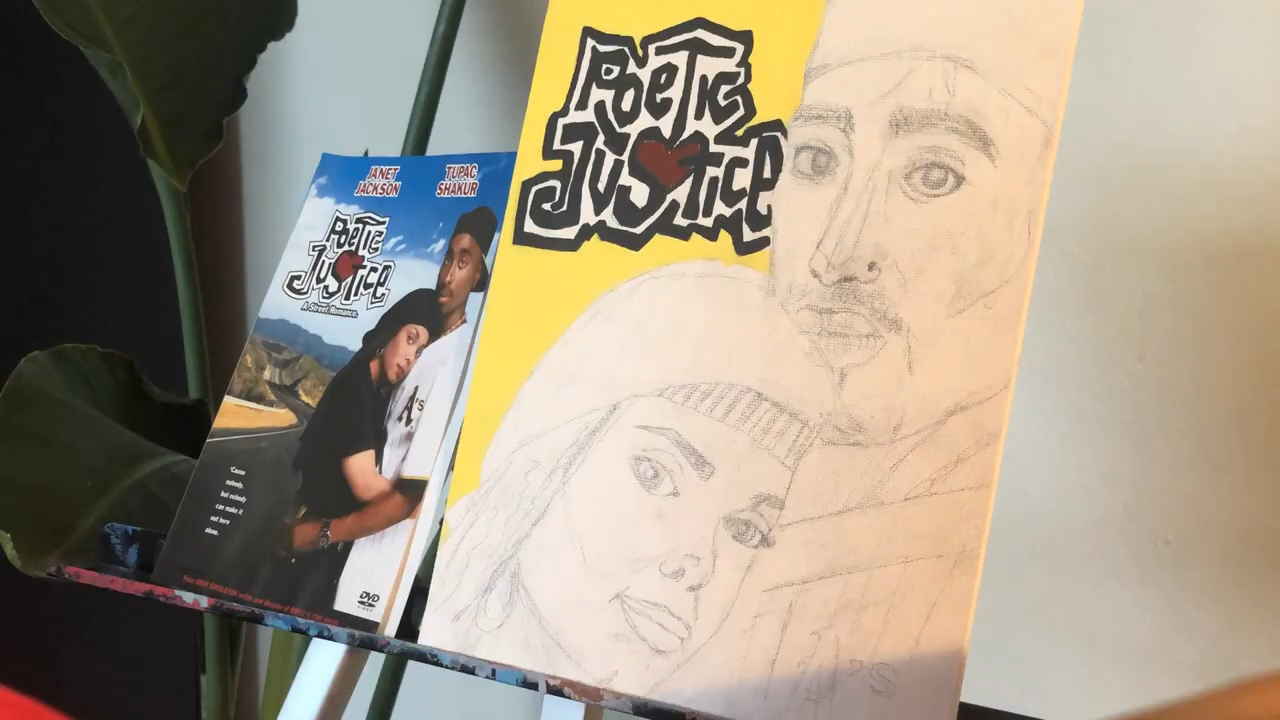 JANET
JACKSON
TUPAC
SHAKUR
Poetic
Justice
A Street Romance.
A's
'Cause
nobody,
but nobody
can make it
out here
alone.
DVD
VIDEO
Poetic
Justice
A's